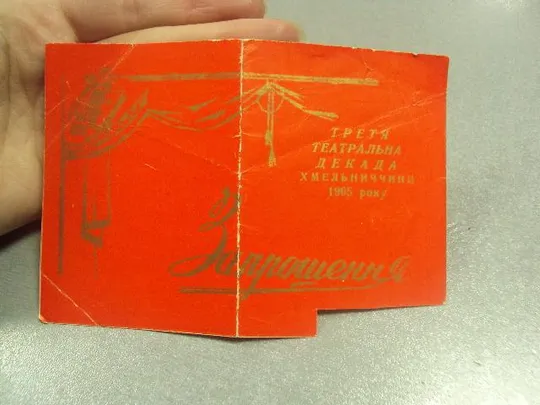 ТРЕТЯ
ТЕАТРАЛЬНА
ДЕКАДА
ХМЕЛЬНИЧЧИНИ
1965 року
Запрошення